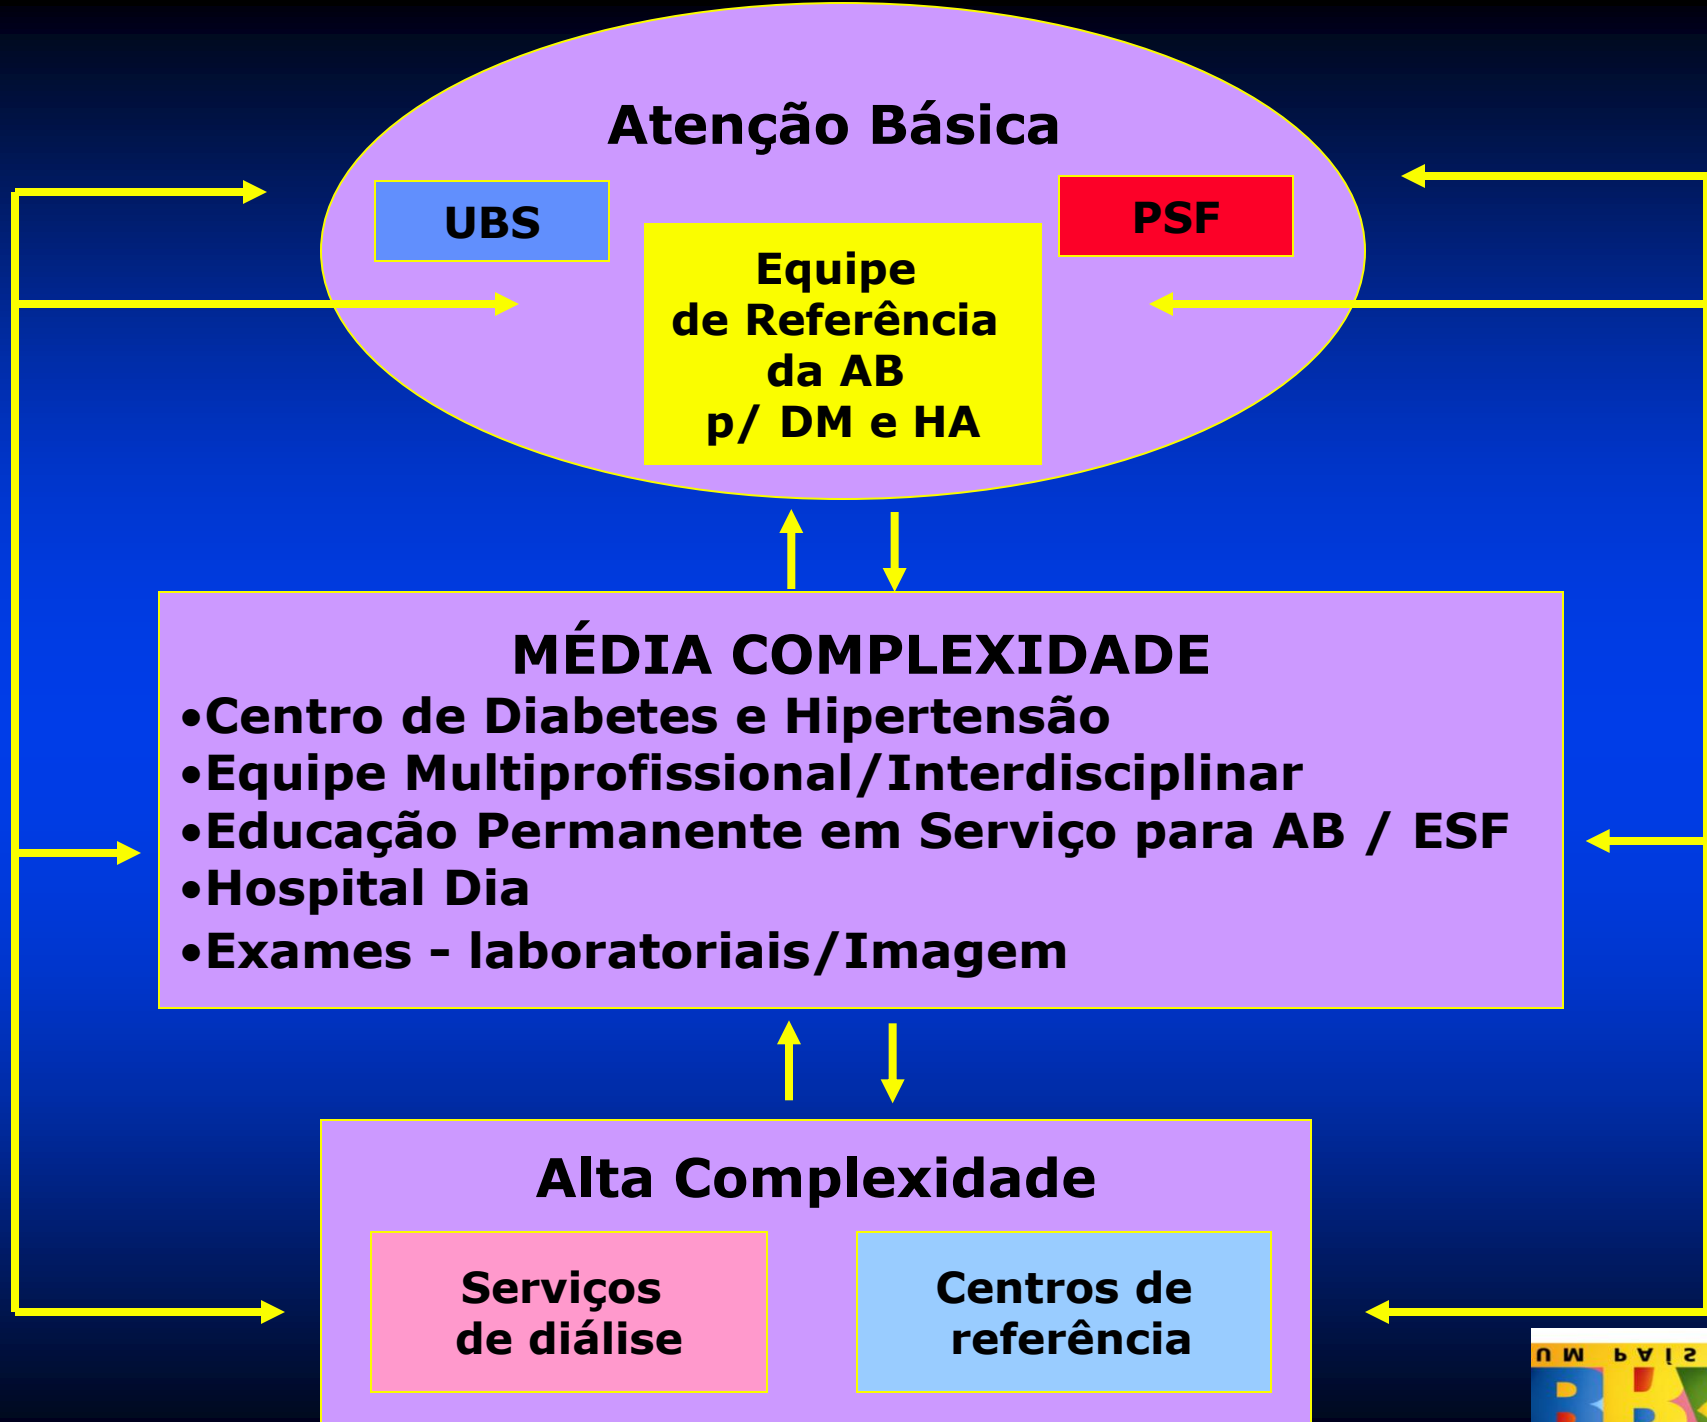 Atenção Básica
UBS
PSF
Equipe
de Referência
da AB
p/ DM e HA
MÉDIA COMPLEXIDADE
•Centro de Diabetes e Hipertensão
•Equipe Multiprofissional/Interdisciplinar
•Educação Permanente em Serviço para AB / ESF
•Hospital Dia
•Exames – laboratoriais/Imagem
Alta Complexidade
Serviços
de diálise
Centros de
referência
UM PAÍS